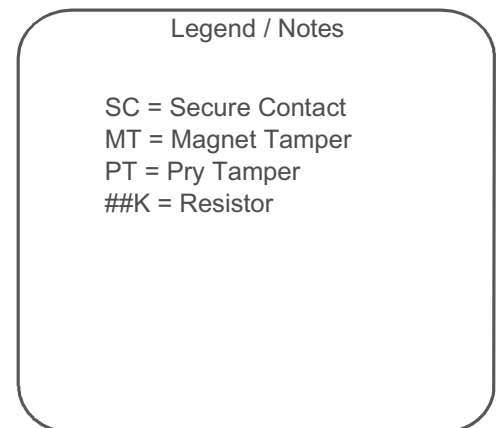 Legend / Notes
SC = Secure Contact
MT = Magnet Tamper
PT = Pry Tamper
##K = Resistor